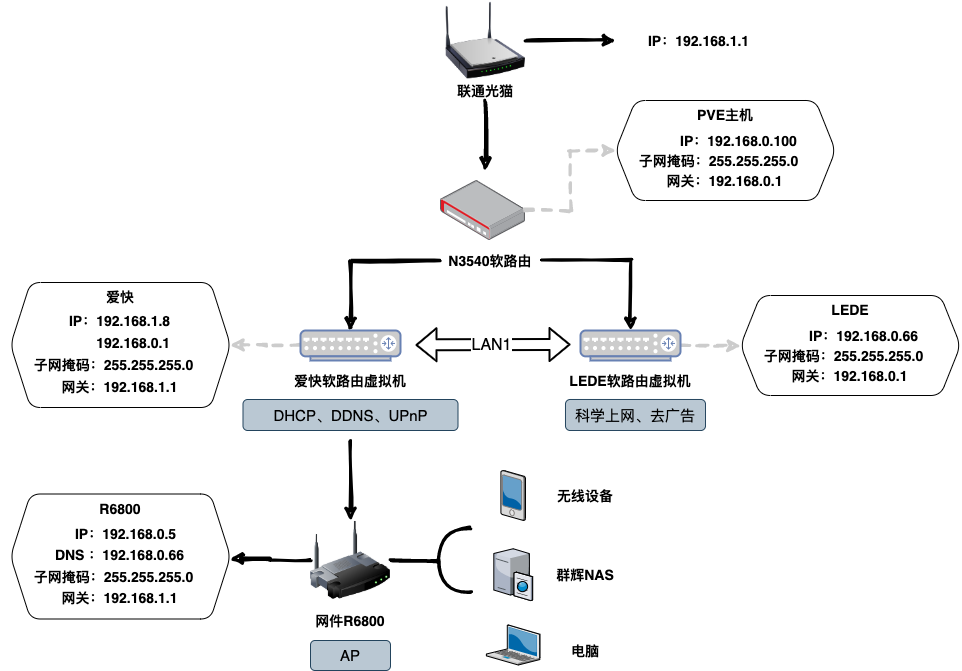 IP：192.168.1.1
联通光猫
PVE主机
IP：192.168.0.100
子网掩码：255.255.255.0
网关：192.168.0.1
N3540软路由
爱快
IP：192.168.1.8
192.168.0.1
子网掩码：255.255.255.0
网关：192.168.1.1
LAN1
LEDE
IP：192.168.0.66
子网掩码：255.255.255.0
网关：192.168.0.1
爱快软路由虚拟机
LEDE软路由虚拟机
DHCP、DDNS、UPnP
科学上网、去广告
R6800
IP：192.168.0.5
DNS ：192.168.0.66
子网掩码：255.255.255.0
网关：192.168.1.1
无线设备
群辉NAS
网件R6800
AP
电脑